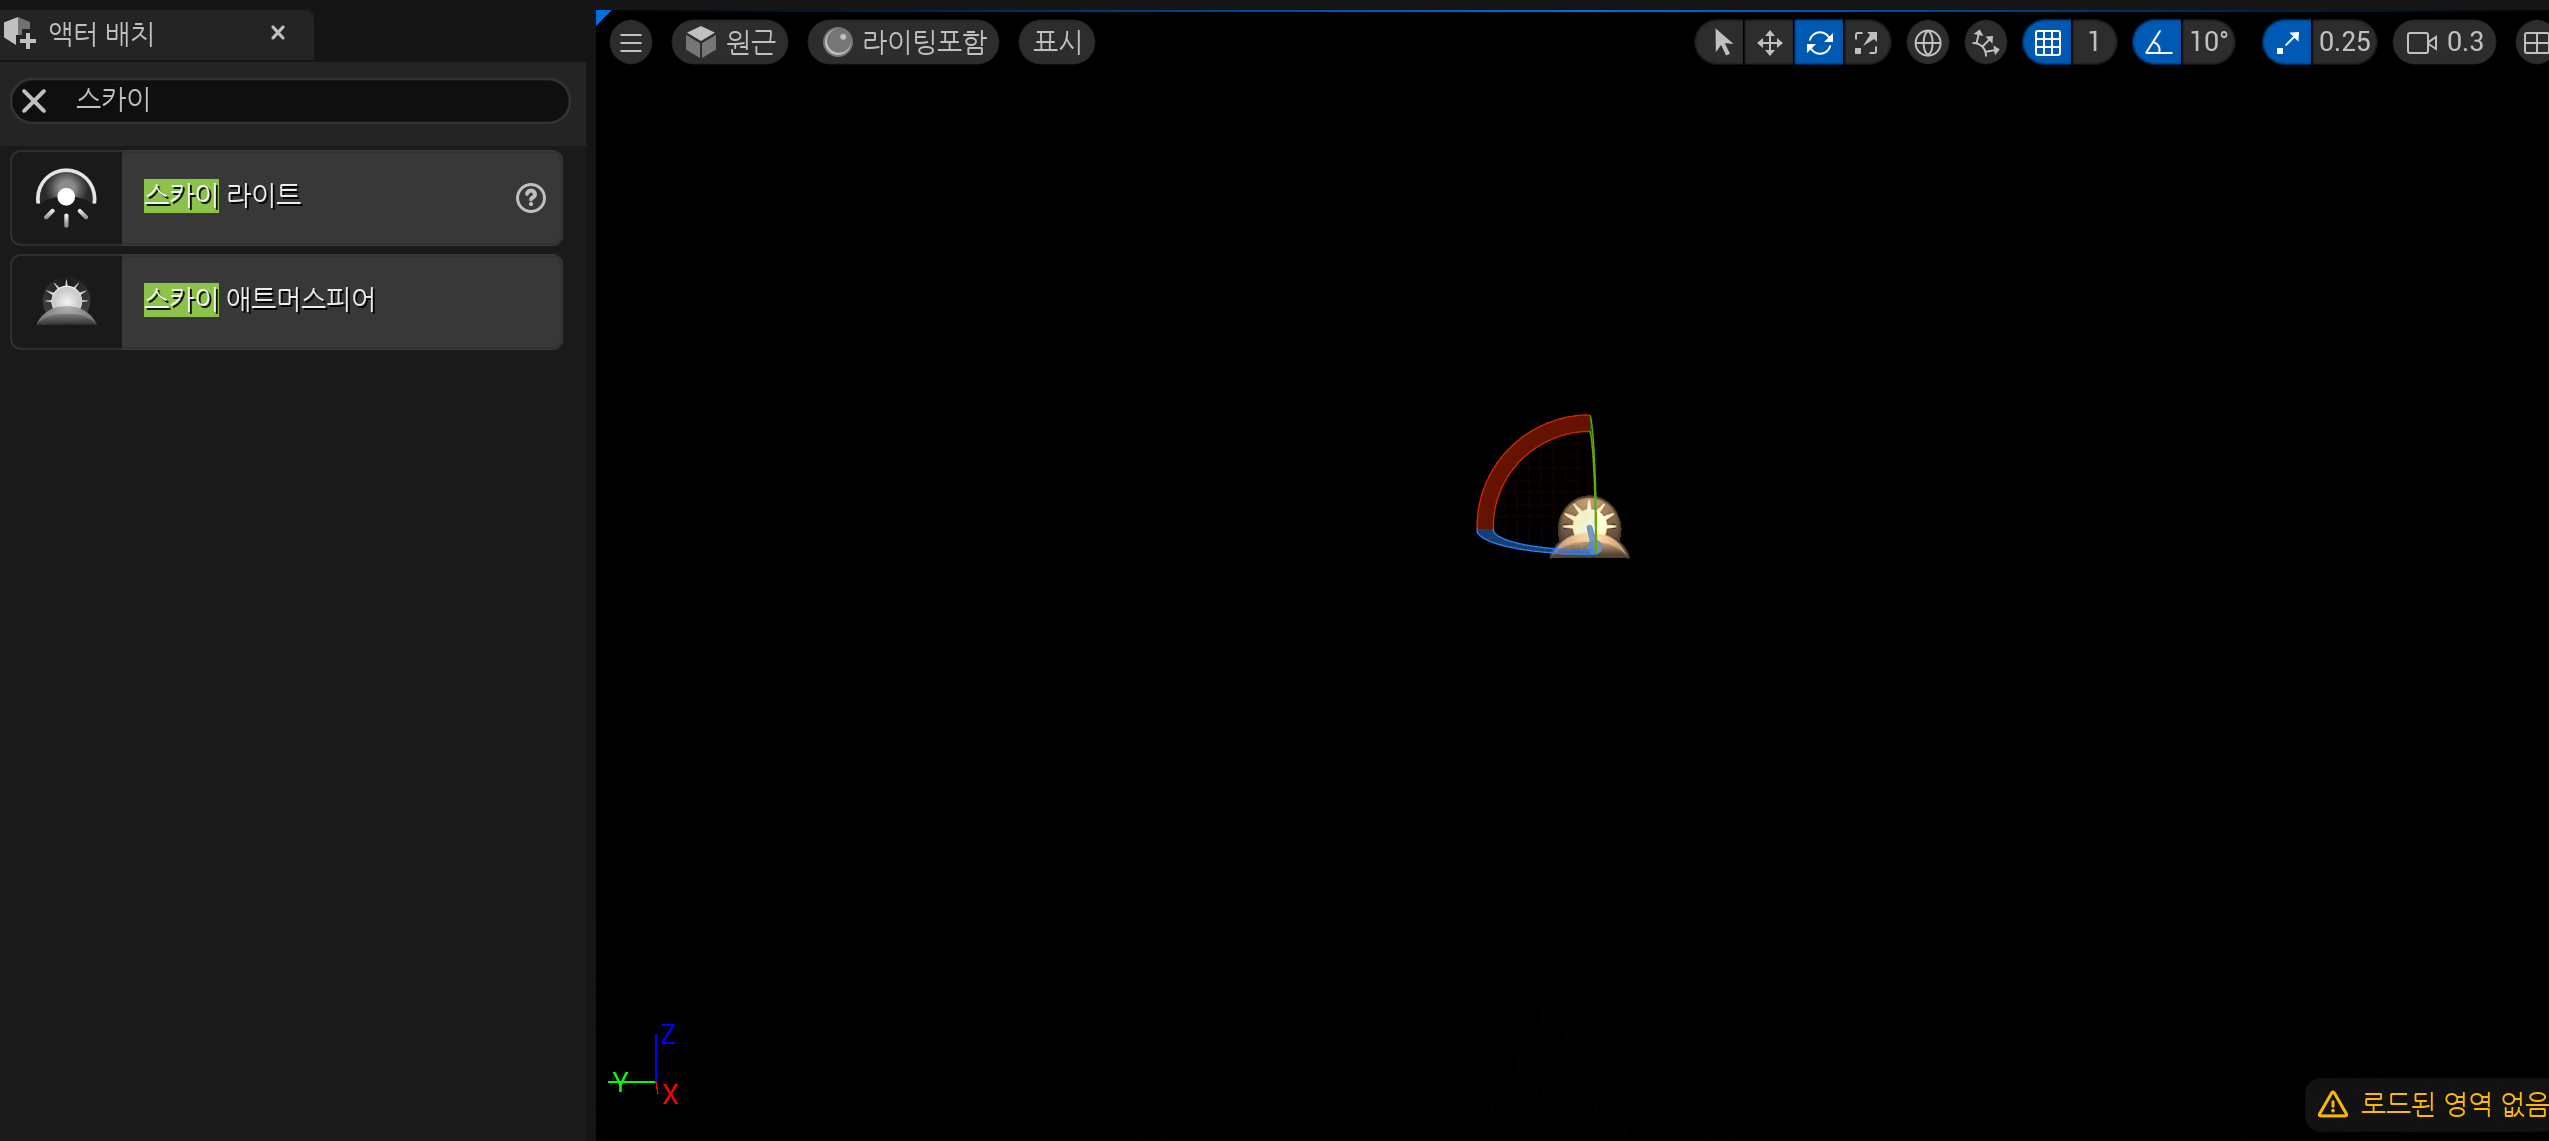 액터 배치
스카이
스카이 라이트
스카이 애트머스피어
원근
라이팅포함
표시
1
10°
0.25
0.3
Z
Y
X
로드된 영역 없음